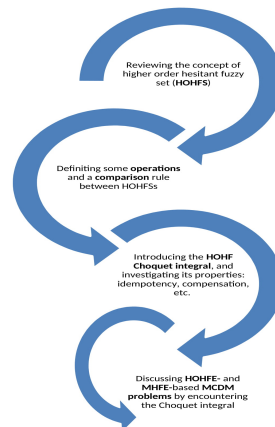 Reviewing the concept of
higher order hesitant fuzzy
set (HOHFS)
Definiting some operations
and a comparison rule
between HOHFSs
Introducing the HOHF
Choquet integral, and
investigating its properties:
idempotency, compensation,
etc.
Discussing HOHFE- and
MHFE-based MCDM
problems by encountering
the Choquet integral